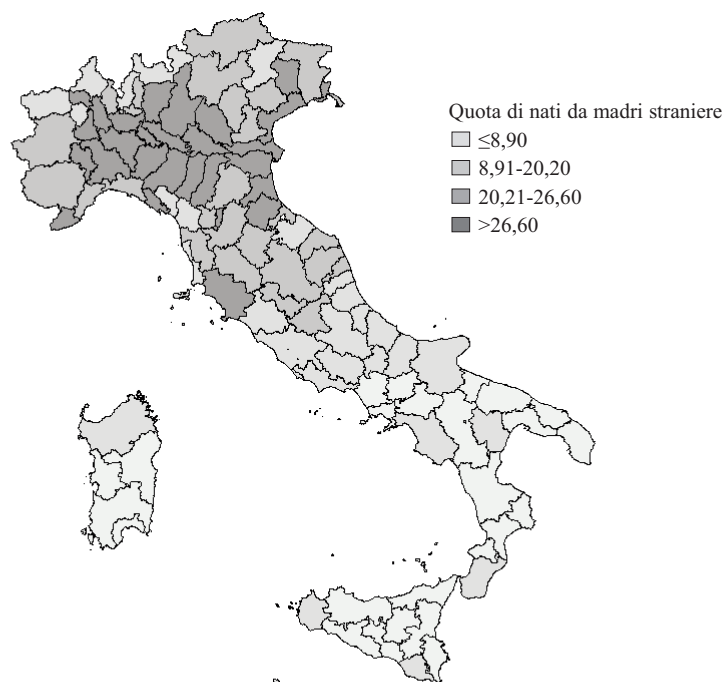 Quota di nati da madri straniere
≤8,90
8,91-20,20
20,21-26,60
>26,60